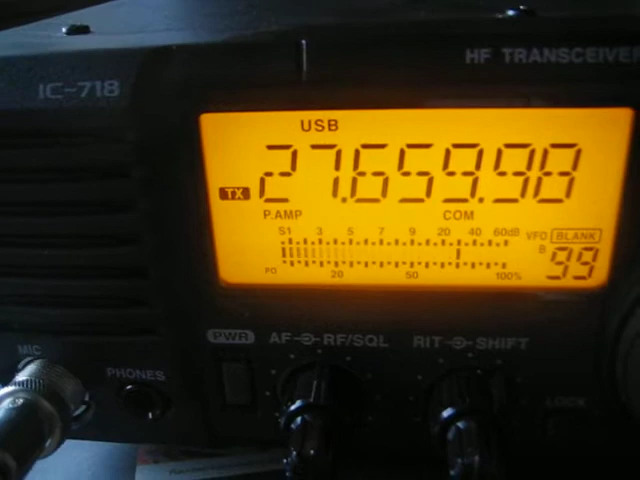 HF TRANSCEIVER
IC-718
USB
TX 27.659.98
P.AMP COM
S1 3 5 7 9 20 40 60dB VFO BLANK
B 99
PO 20 50 100%
PWR AF RF/SQL RIT SHIFT
MIC
PHONES
LOCK